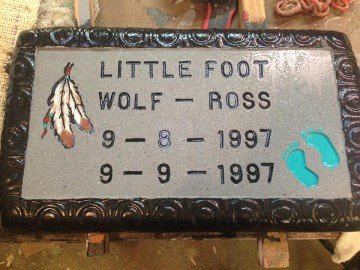 LITTLE FOOT
WOLF – ROSS
9 – 8 – 1997
9 – 9 – 1997